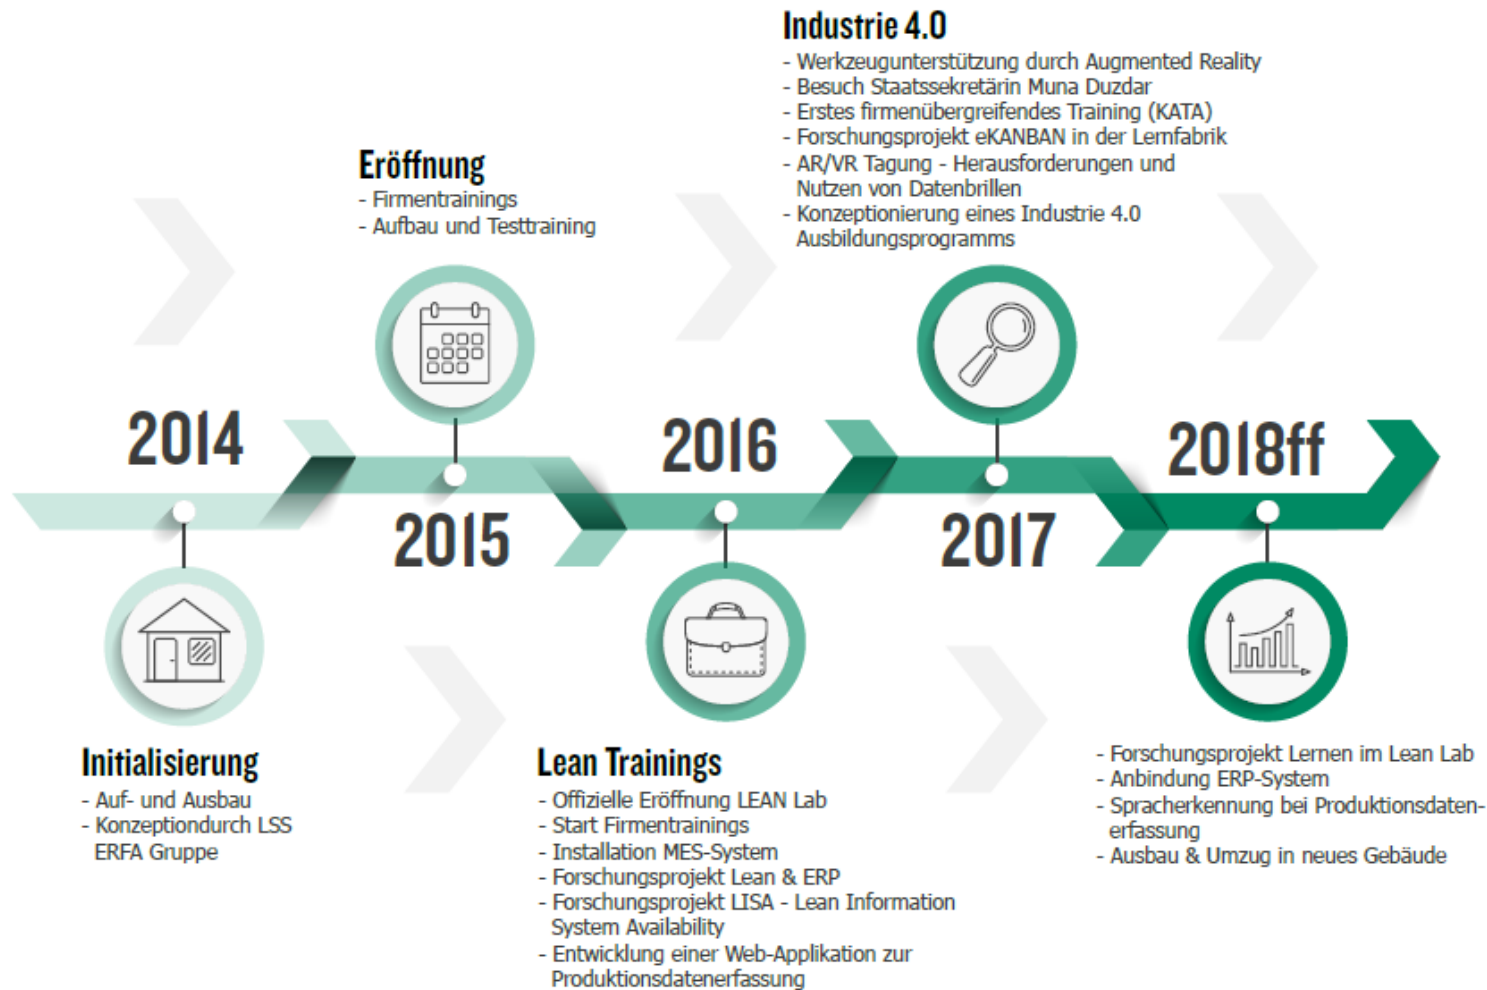 Industrie 4.0
- Werkzeugunterstützung durch Augmented Reality
- Besuch Staatssekretärin Muna Duzdar
- Erstes firmenübergreifendes Training (KATA)
- Forschungsprojekt eKANBAN in der Lernfabrik
- AR/VR Tagung - Herausforderungen und
Nutzen von Datenbrillen
- Konzeptionierung eines Industrie 4.0
Ausbildungsprogramms
Eröffnung
- Firmentrainings
- Aufbau und Testtraining
2014
2015
2016
2017
2018ff
Initialisierung
- Auf- und Ausbau
- Konzeptiondurch LSS
ERFA Gruppe
Lean Trainings
- Offizielle Eröffnung LEAN Lab
- Start Firmentrainings
- Installation MES-System
- Forschungsprojekt Lean & ERP
- Forschungsprojekt LISA - Lean Information
System Availability
- Entwicklung einer Web-Applikation zur
Produktionsdatenerfassung
- Forschungsprojekt Lernen im Lean Lab
- Anbindung ERP-System
- Spracherkennung bei Produktionsdaten-
erfassung
- Ausbau & Umzug in neues Gebäude